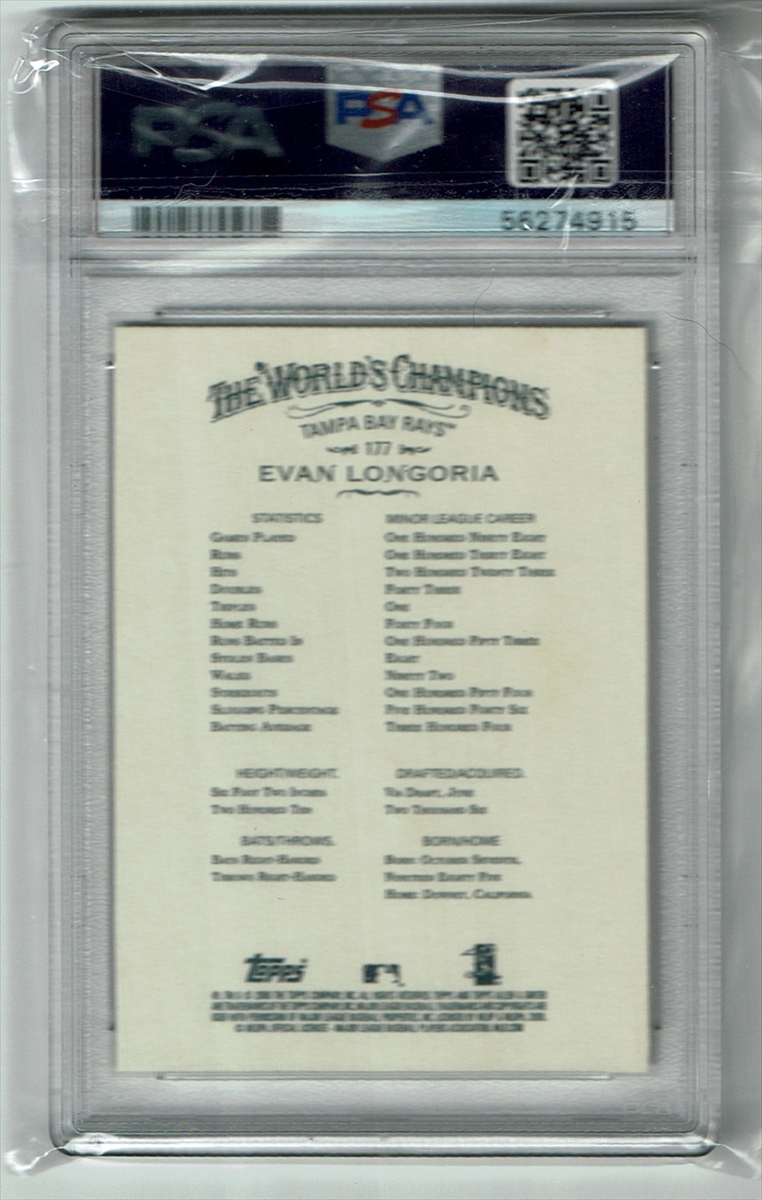 PSA
PSA
56274915
THE WORLD'S CHAMPIONS
TAMPA BAY RAYS™
177
EVAN LONGORIA
STATISTICS MINOR LEAGUE CAREER
GAMES PLAYED ONE HUNDRED NINETY EIGHT
RUNS ONE HUNDRED THIRTY EIGHT
HITS TWO HUNDRED TWENTY THREE
DOUBLES FORTY THREE
TRIPLES ONE
HOME RUNS FORTY FOUR
RUNS BATTED IN ONE HUNDRED FIFTY THREE
STOLEN BASES EIGHT
WALKS NINETY TWO
STRIKEOUTS ONE HUNDRED FIFTY FOUR
SLUGGING PERCENTAGE FIVE HUNDRED FORTY SIX
BATTING AVERAGE THREE HUNDRED FOUR
HEIGHT/WEIGHT. DRAFTED/ACQUIRED.
SIX FOOT TWO INCHES VIA DRAFT, JUNE
TWO HUNDRED TEN TWO THOUSAND SIX
BATS/THROWS. BORN/HOME
BATS RIGHT-HANDED BORN: OCTOBER SEVENTH,
THROWS RIGHT-HANDED NINETEEN EIGHTY FIVE
HOME: DOWNEY, CALIFORNIA
TOPPS